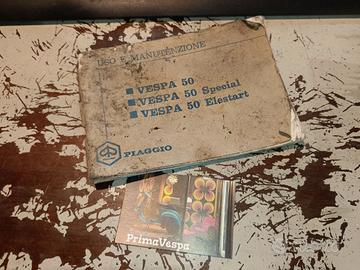 USO E MANUTENZIONE
VESPA 50
VESPA 50 Special
VESPA 50 Elestart
PIAGGIO
PrimaVespa